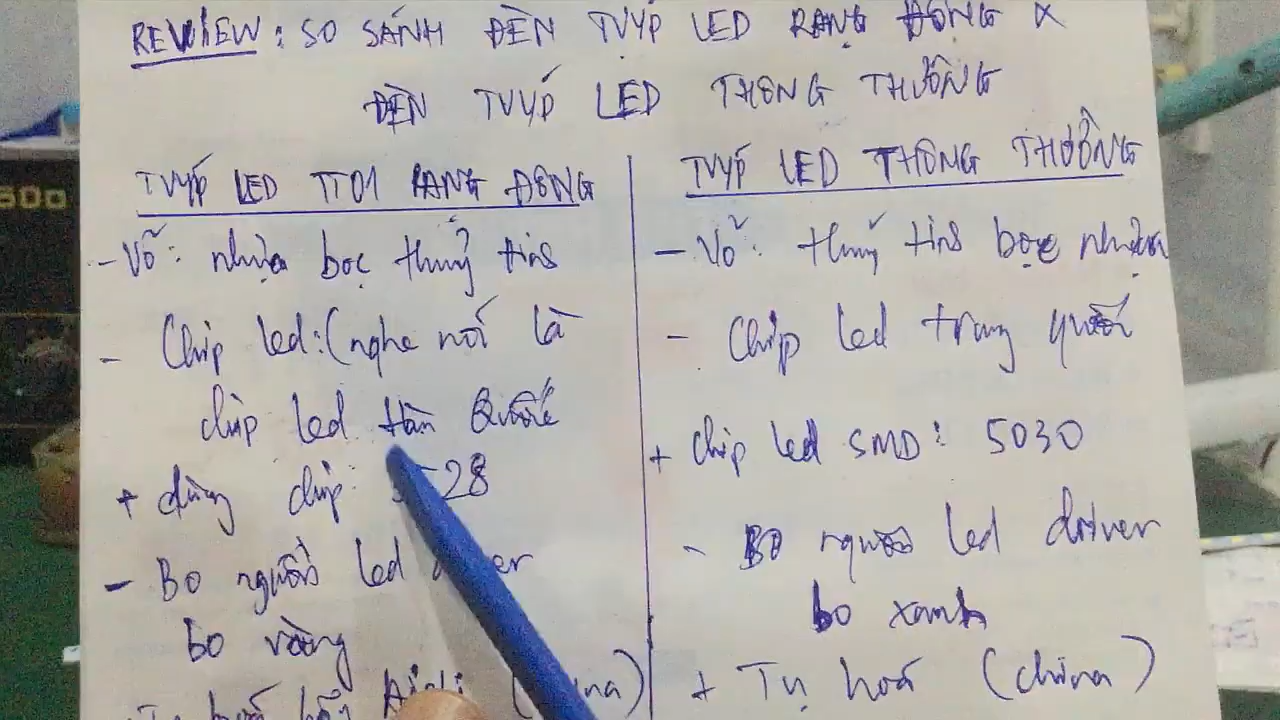 REVIEW: SO SÁNH ĐÈN TUÝP LED RẠNG ĐÔNG &
ĐÈN TUÝP LED THÔNG THƯỜNG
TUÝP LED TT01 RẠNG ĐÔNG
- Vỏ: nhựa bọc thủy tinh
- Chip led: (nghe nói là
chip led Hàn Quốc
+ dùng chip: 28
- Bo nguồn led
bo vàng
TUÝP LED THÔNG THƯỜNG
- Vỏ: thủy tinh bọc nhựa
- Chip led trung quốc
+ chip led SMD: 5030
- Bo nguồn led driver
bo xanh
+ Tụ hoá (china)